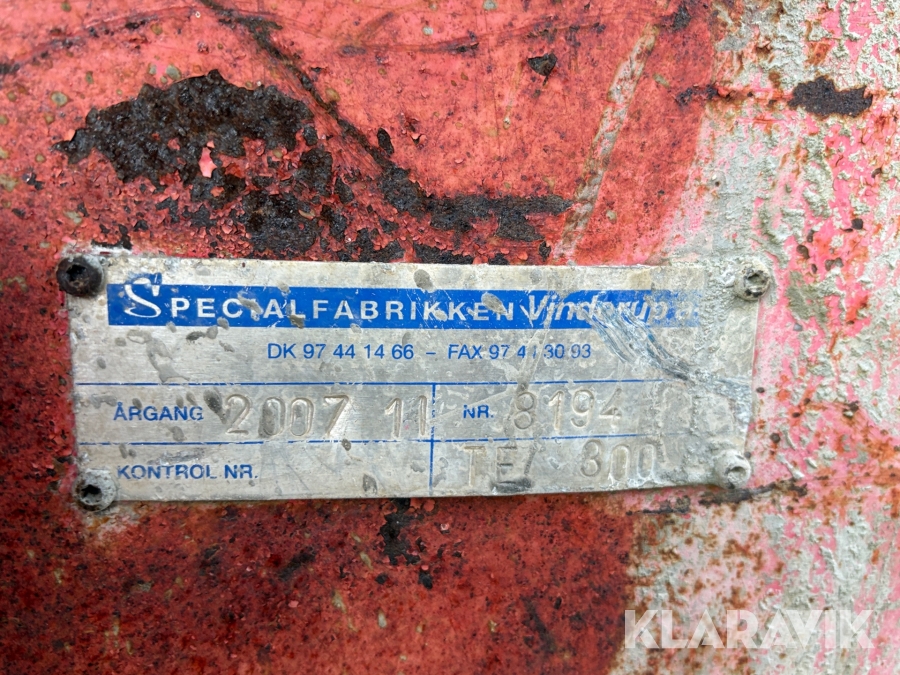 SPECIALFABRIKKEN Vinderup
DK 97 44 14 66 – FAX 97 41 30 93
ÅRGANG 2007 11 NR. 8194
KONTROL NR. TE 800
KLARAVIK